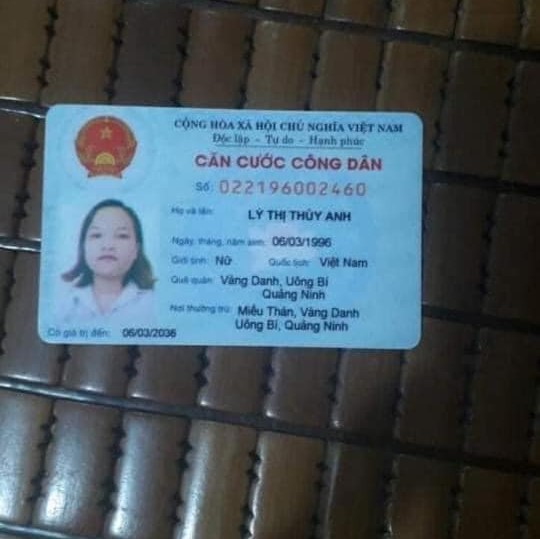 CỘNG HÒA XÃ HỘI CHỦ NGHĨA VIỆT NAM
Độc lập - Tự do - Hạnh phúc
CĂN CƯỚC CÔNG DÂN
Số: 022196002460
Họ và tên: LÝ THỊ THÙY ANH
Ngày, tháng, năm sinh: 06/03/1996
Giới tính: Nữ Quốc tịch: Việt Nam
Quê quán: Vàng Danh, Uông Bí
Quảng Ninh
Nơi thường trú: Miếu Thán, Vàng Danh
Uông Bí, Quảng Ninh
Có giá trị đến: 06/03/2036